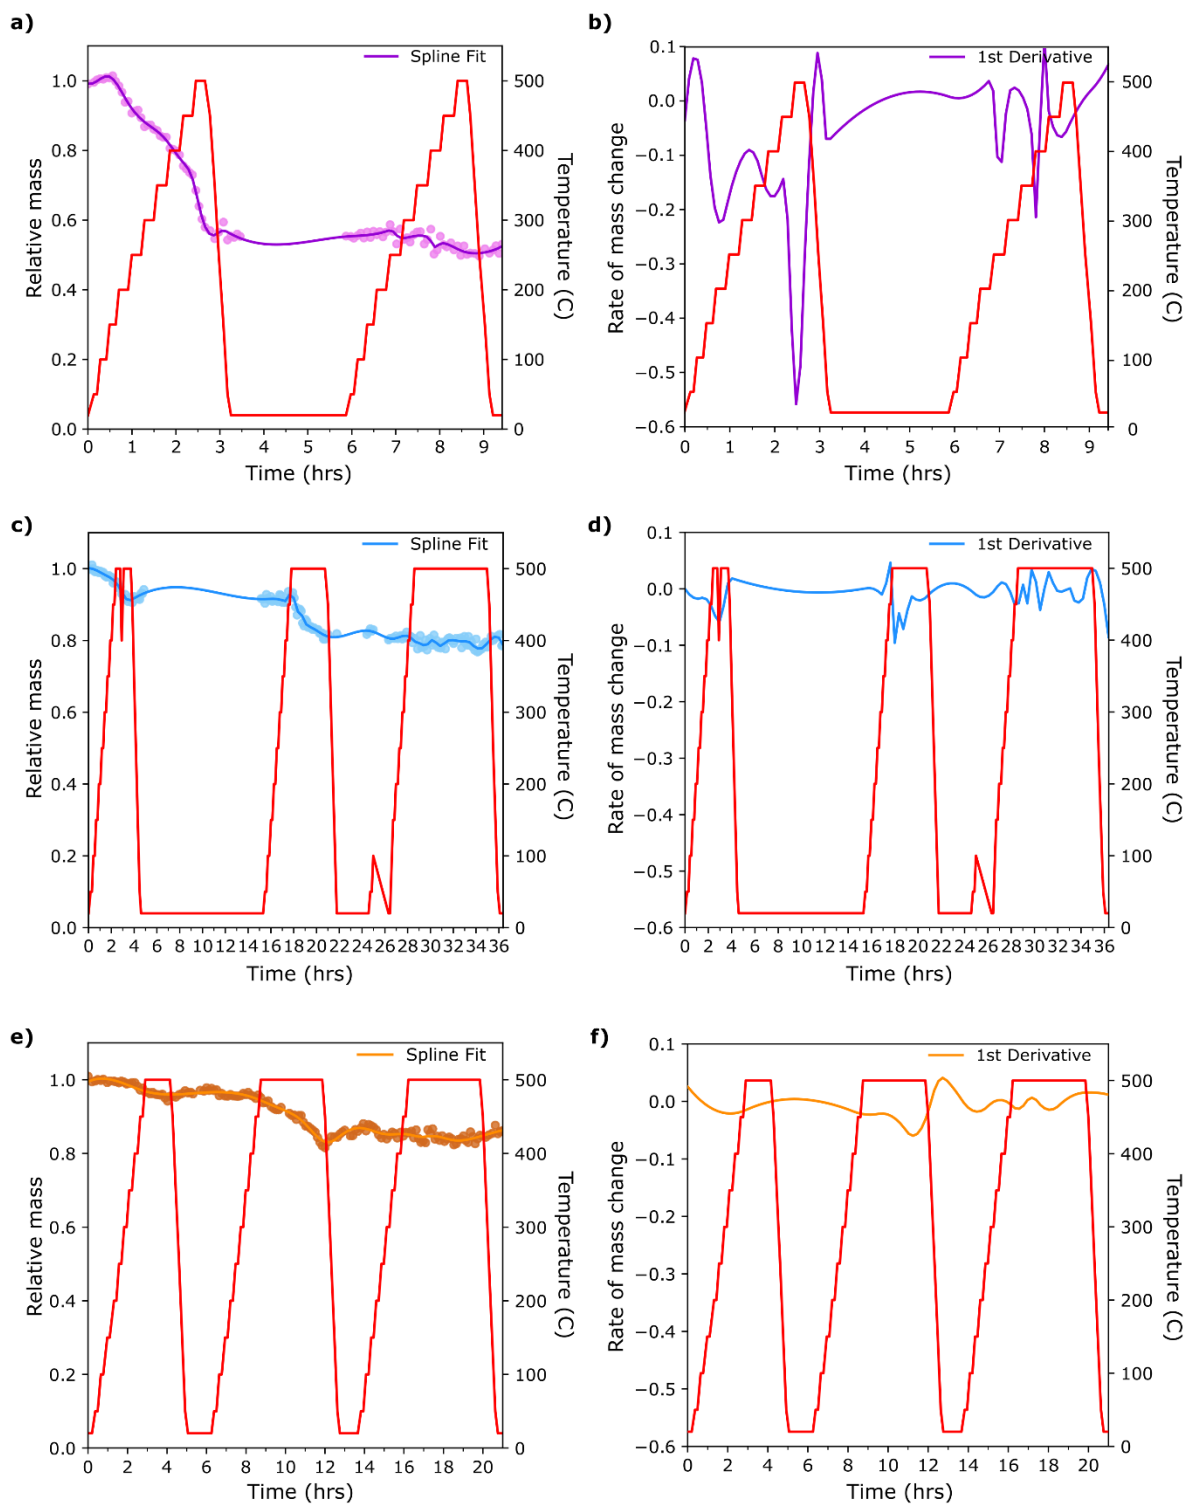 a)
Spline Fit
1.0
0.8
0.6
0.4
0.2
0.0
Relative mass
500
400
300
200
100
0
Temperature (C)
0 1 2 3 4 5 6 7 8 9
Time (hrs)
b)
1st Derivative
0.1
0.0
−0.1
−0.2
−0.3
−0.4
−0.5
−0.6
Rate of mass change
500
400
300
200
100
0
Temperature (C)
0 1 2 3 4 5 6 7 8 9
Time (hrs)
c)
Spline Fit
1.0
0.8
0.6
0.4
0.2
0.0
Relative mass
500
400
300
200
100
0
Temperature (C)
0 2 4 6 8 10 12 14 16 18 20 22 24 26 28 30 32 34 36
Time (hrs)
d)
1st Derivative
0.1
0.0
−0.1
−0.2
−0.3
−0.4
−0.5
−0.6
Rate of mass change
500
400
300
200
100
0
Temperature (C)
0 2 4 6 8 10 12 14 16 18 20 22 24 26 28 30 32 34 36
Time (hrs)
e)
Spline Fit
1.0
0.8
0.6
0.4
0.2
0.0
Relative mass
500
400
300
200
100
0
Temperature (C)
0 2 4 6 8 10 12 14 16 18 20
Time (hrs)
f)
1st Derivative
0.1
0.0
−0.1
−0.2
−0.3
−0.4
−0.5
−0.6
Rate of mass change
500
400
300
200
100
0
Temperature (C)
0 2 4 6 8 10 12 14 16 18 20
Time (hrs)